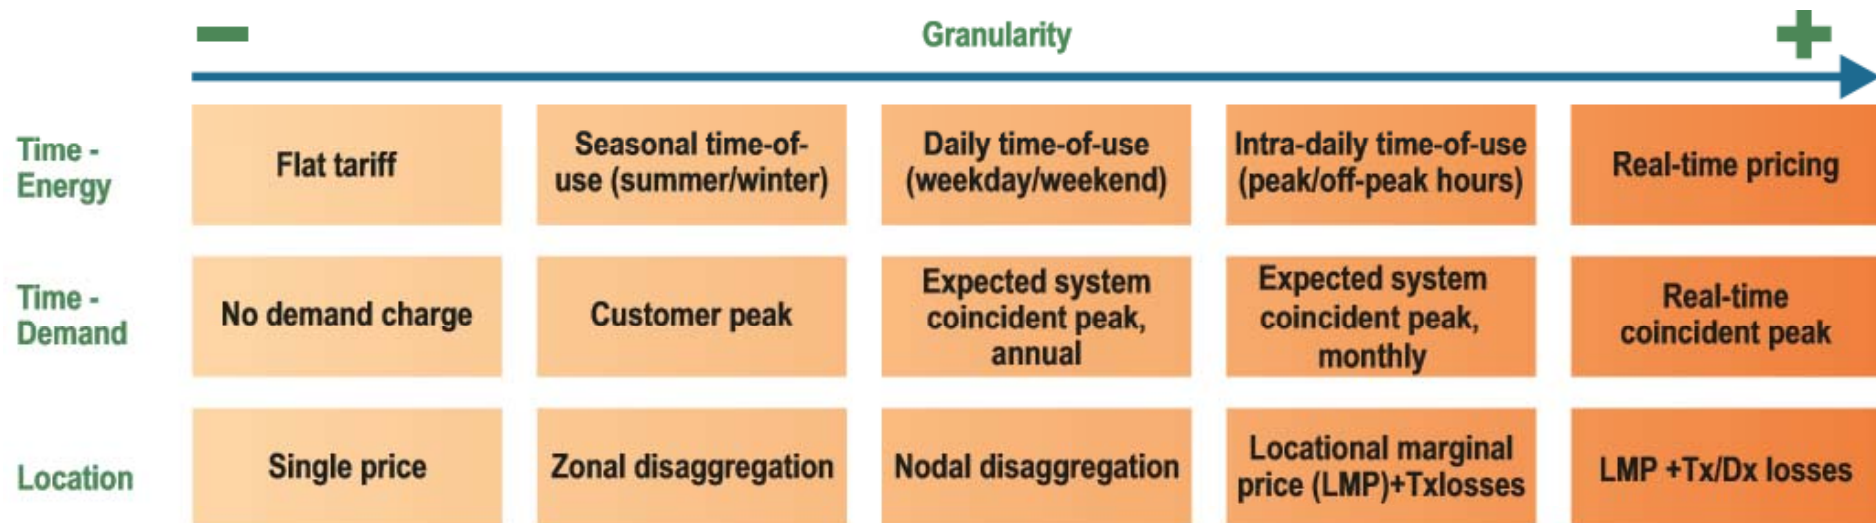 Granularity
Time -
Energy
Flat tariff
Seasonal time-of-
use (summer/winter)
Daily time-of-use
(weekday/weekend)
Intra-daily time-of-use
(peak/off-peak hours)
Real-time pricing
Time -
Demand
No demand charge
Customer peak
Expected system
coincident peak,
annual
Expected system
coincident peak,
monthly
Real-time
coincident peak
Location
Single price
Zonal disaggregation
Nodal disaggregation
Locational marginal
price (LMP)+Txlosses
LMP +Tx/Dx losses